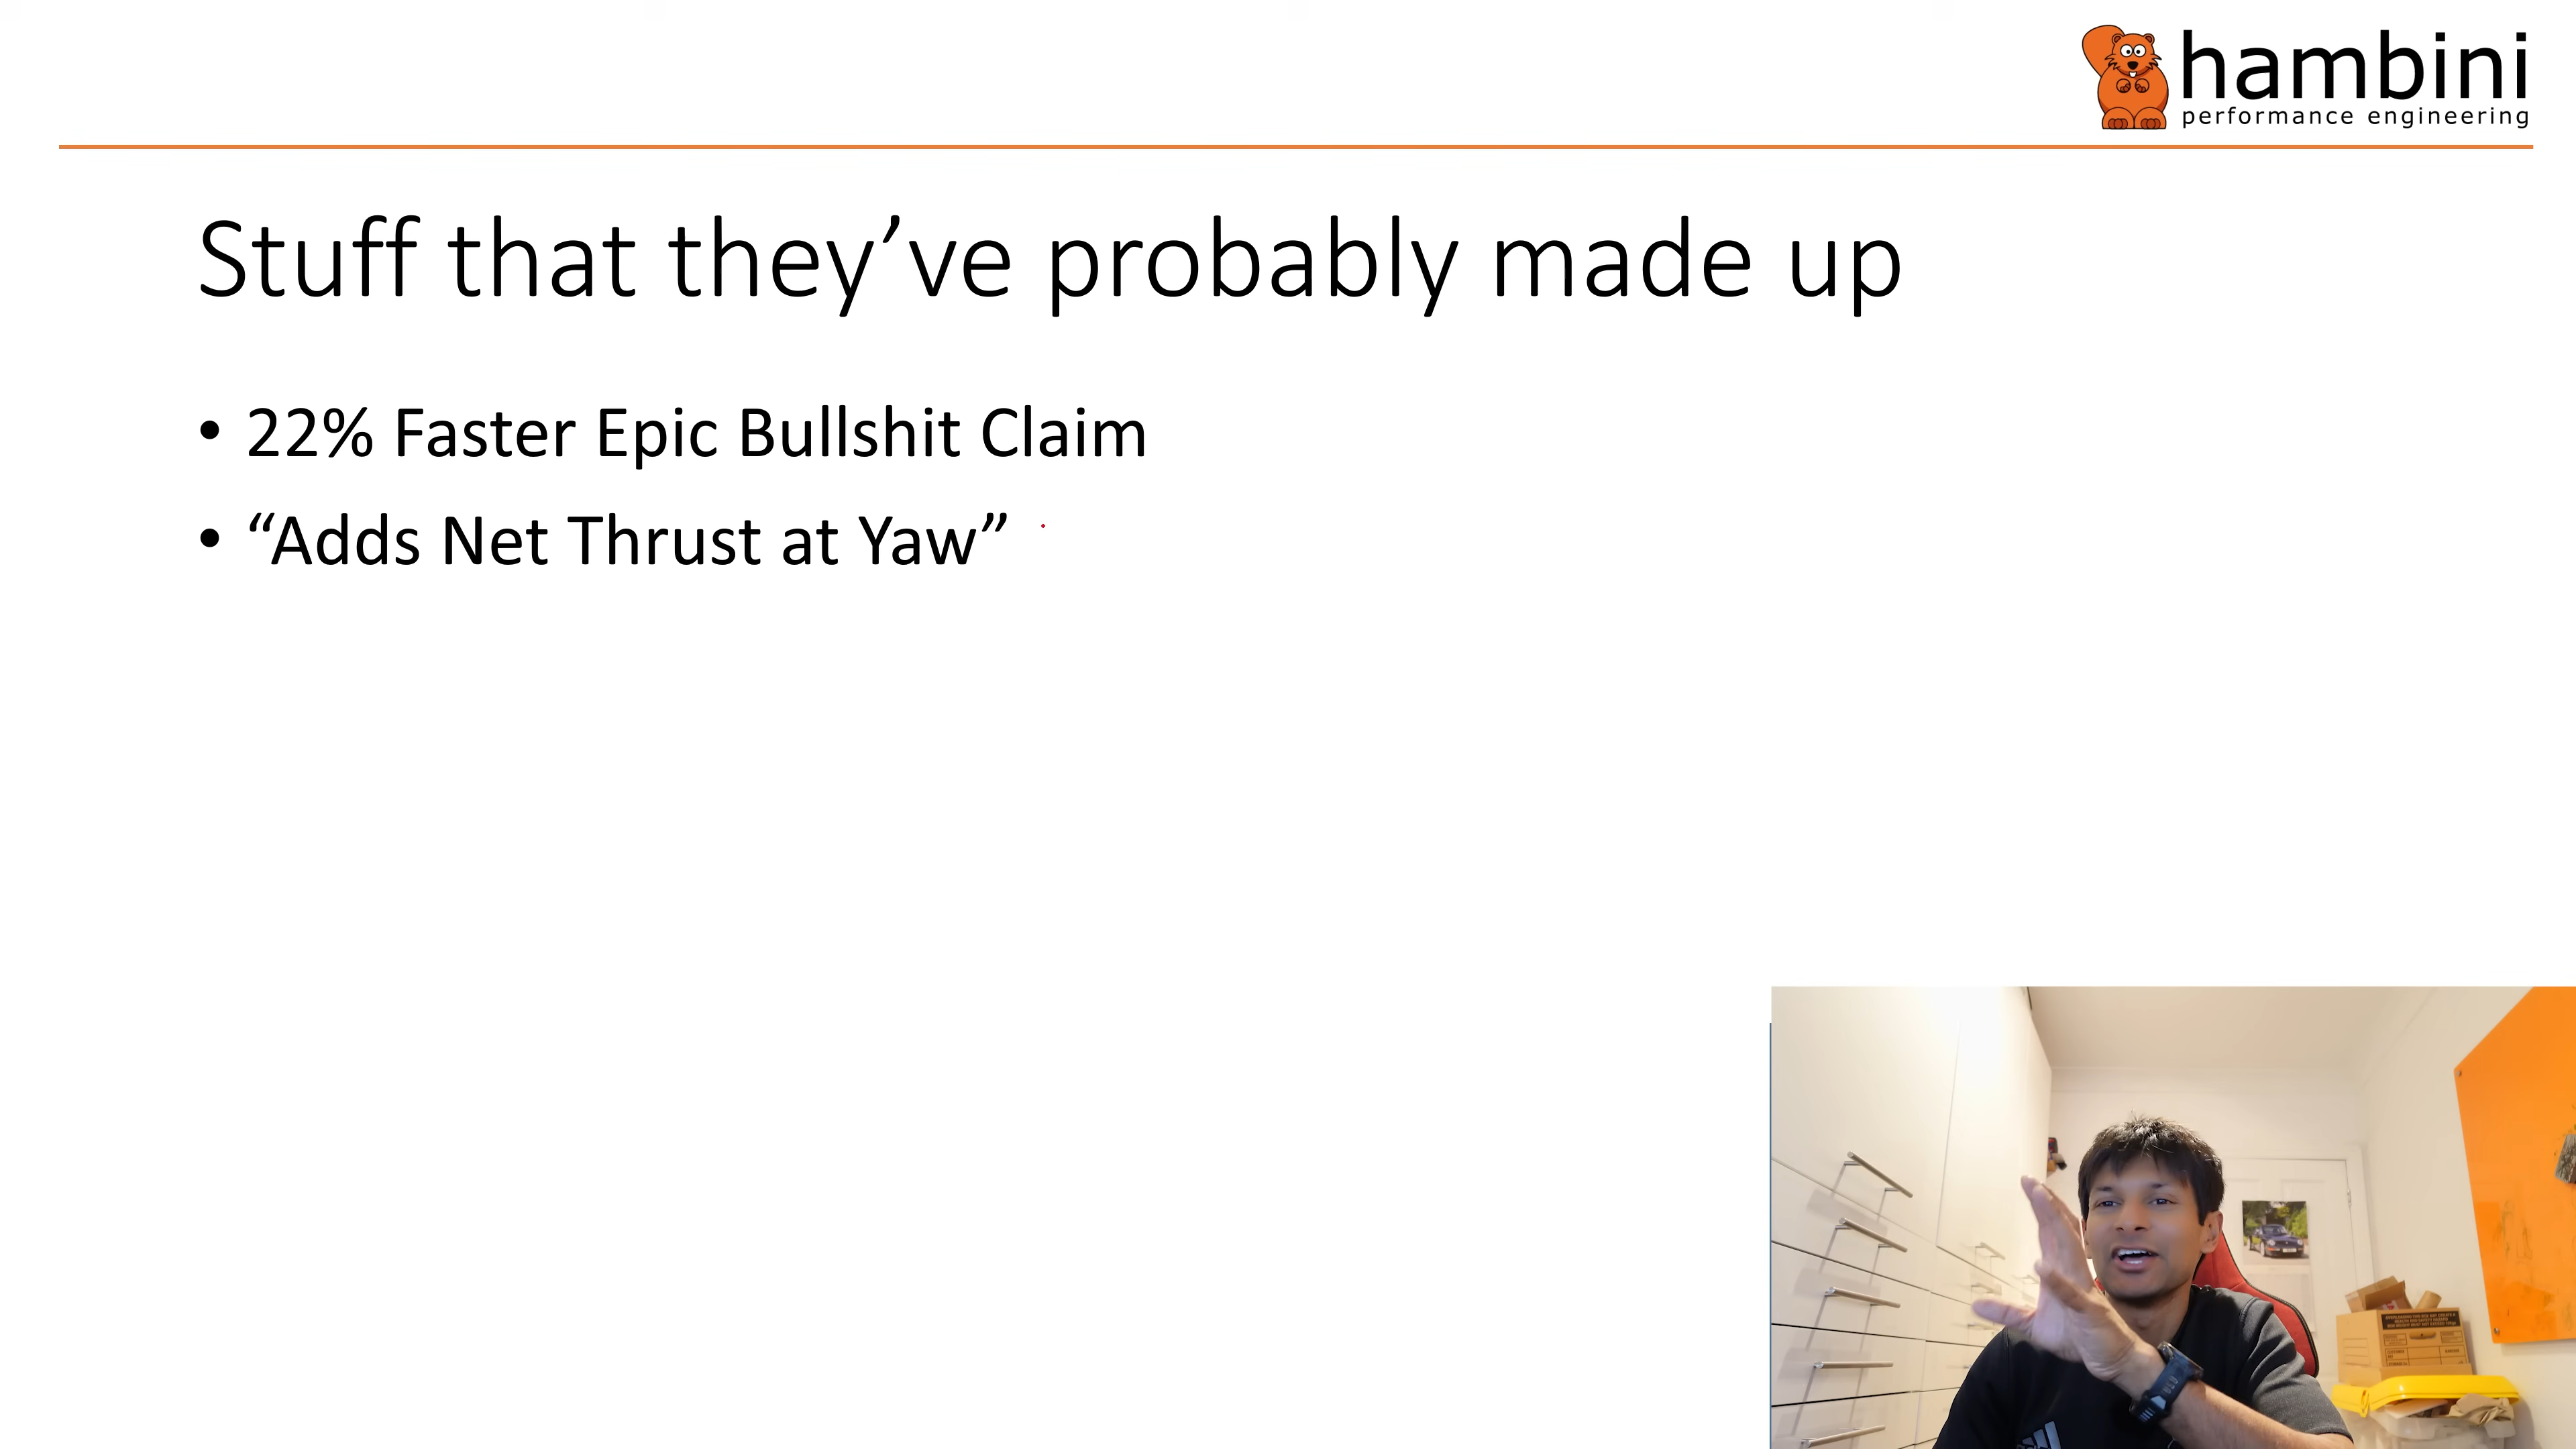 hambini
performance engineering
Stuff that they’ve probably made up
• 22% Faster Epic Bullshit Claim
• “Adds Net Thrust at Yaw”